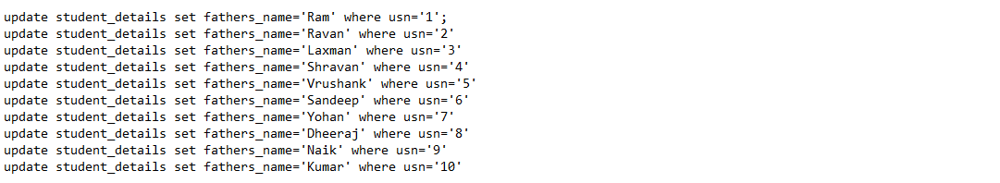 update student_details set fathers_name='Ram' where usn='1';
update student_details set fathers_name='Ravan' where usn='2'
update student_details set fathers_name='Laxman' where usn='3'
update student_details set fathers_name='Shravan' where usn='4'
update student_details set fathers_name='Vrushank' where usn='5'
update student_details set fathers_name='Sandeep' where usn='6'
update student_details set fathers_name='Yohan' where usn='7'
update student_details set fathers_name='Dheeraj' where usn='8'
update student_details set fathers_name='Naik' where usn='9'
update student_details set fathers_name='Kumar' where usn='10'